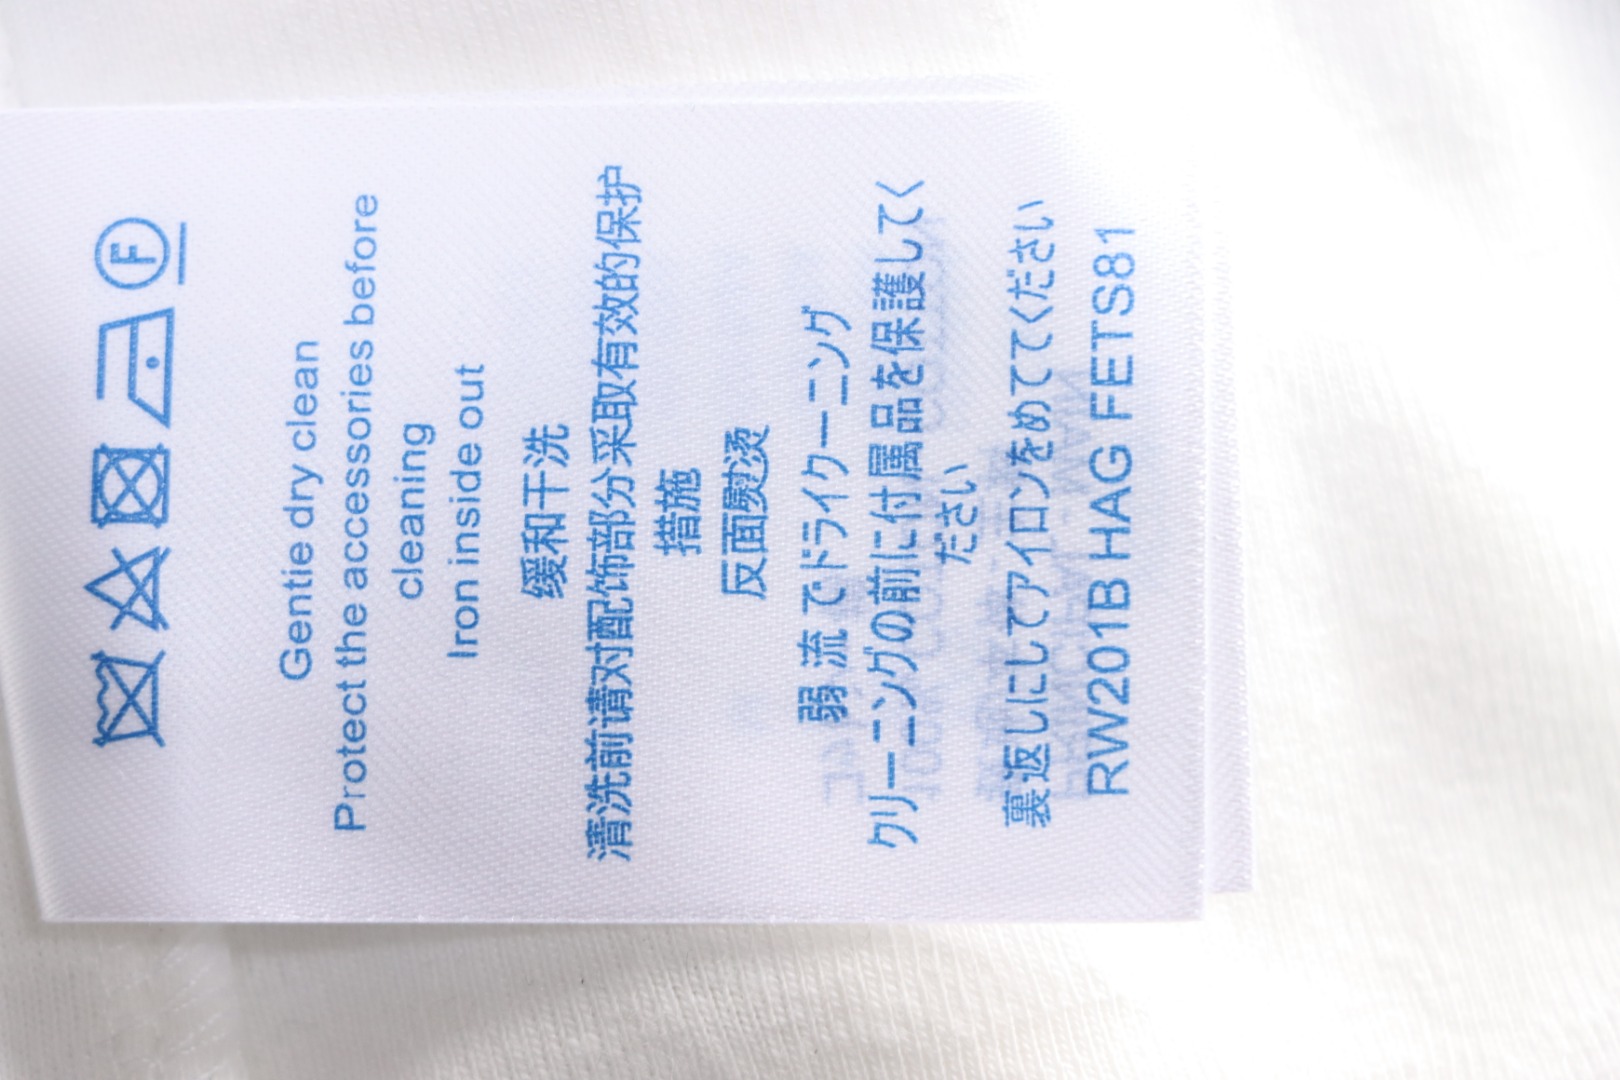 F
Gentie dry clean
Protect the accessories before
cleaning
Iron inside out
缓和干洗
清洗前请对配饰部分采取有效的保护
措施
反面熨烫
弱 流 でドライクーニング
クリーニングの前に付属品を保護してく
ださい
裏返しにしてアイロンをめててください
RW201B HAG FETS81